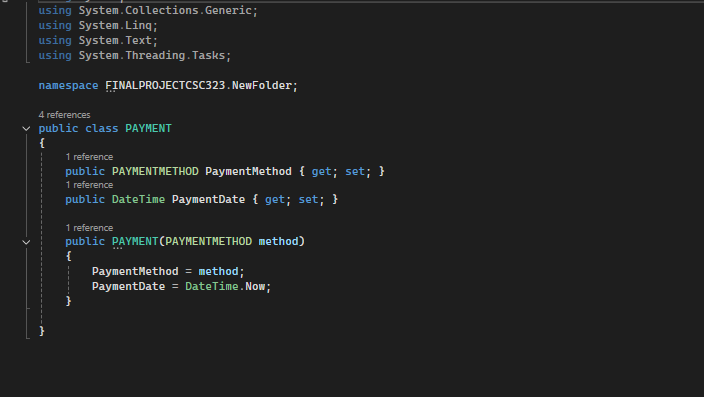 using System.Collections.Generic;
using System.Linq;
using System.Text;
using System.Threading.Tasks;
namespace FINALPROJECTCSC323.NewFolder;
4 references
public class PAYMENT
{
1 reference
public PAYMENTMETHOD PaymentMethod { get; set; }
1 reference
public DateTime PaymentDate { get; set; }
1 reference
public PAYMENT(PAYMENTMETHOD method)
{
PaymentMethod = method;
PaymentDate = DateTime.Now;
}
}